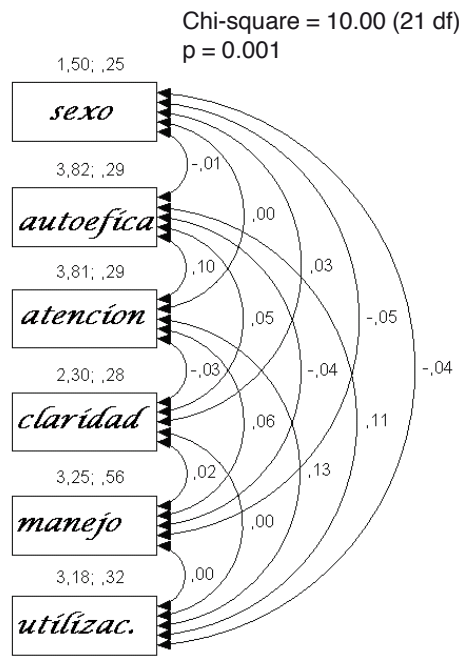 Chi-square = 10.00 (21 df)
p = 0.001
1,50; ,25
sexo
-,01
3,82; ,29
,00
autoefica
,03
3,81; ,29
,10
atencion
,05
-,05
2,30; ,28
-,03
-,04
-,04
claridad
,06
,11
3,25; ,56
,02
,13
manejo
,00
3,18; ,32
,00
utilizac.